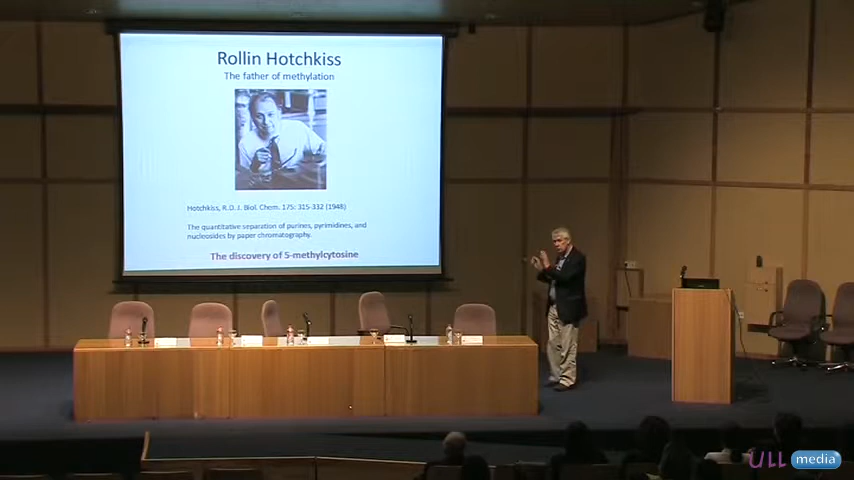 Rollin Hotchkiss
The father of methylation
Hotchkiss, R.D. J. Biol. Chem. 175: 315-332 (1948)
The quantitative separation of purines, pyrimidines, and
nucleosides by paper chromatography.
The discovery of 5-methylcytosine
ULL media